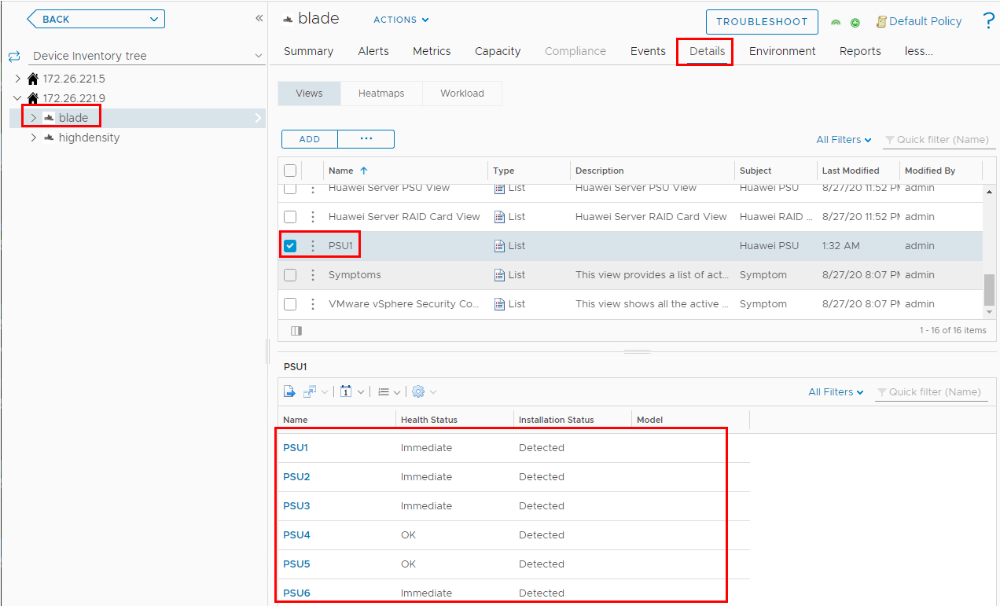 BACK
«
blade
ACTIONS
TROUBLESHOOT
Default Policy
?
Device Inventory tree
Summary Alerts Metrics Capacity Compliance Events Details Environment Reports less...
172.26.221.5
172.26.221.9
blade
highdensity
Views Heatmaps Workload
ADD ...
All Filters Quick filter (Name)
Name Type Description Subject Last Modified Modified By
Huawei Server PSU View List Huawei Server PSU View Huawei PSU 8/27/20 11:52 PM admin
Huawei Server RAID Card View List Huawei Server RAID Card View Huawei RAID ... 8/27/20 11:52 PM admin
PSU1 List Huawei PSU 1:32 AM admin
Symptoms List This view provides a list of act... Symptom 8/27/20 8:07 PM admin
VMware vSphere Security Co... List This view shows all the active ... Symptom 8/27/20 8:07 PM admin
1 - 16 of 16 items
PSU1
1
All Filters Quick filter (Name)
Name Health Status Installation Status Model
PSU1 Immediate Detected
PSU2 Immediate Detected
PSU3 Immediate Detected
PSU4 OK Detected
PSU5 OK Detected
PSU6 Immediate Detected